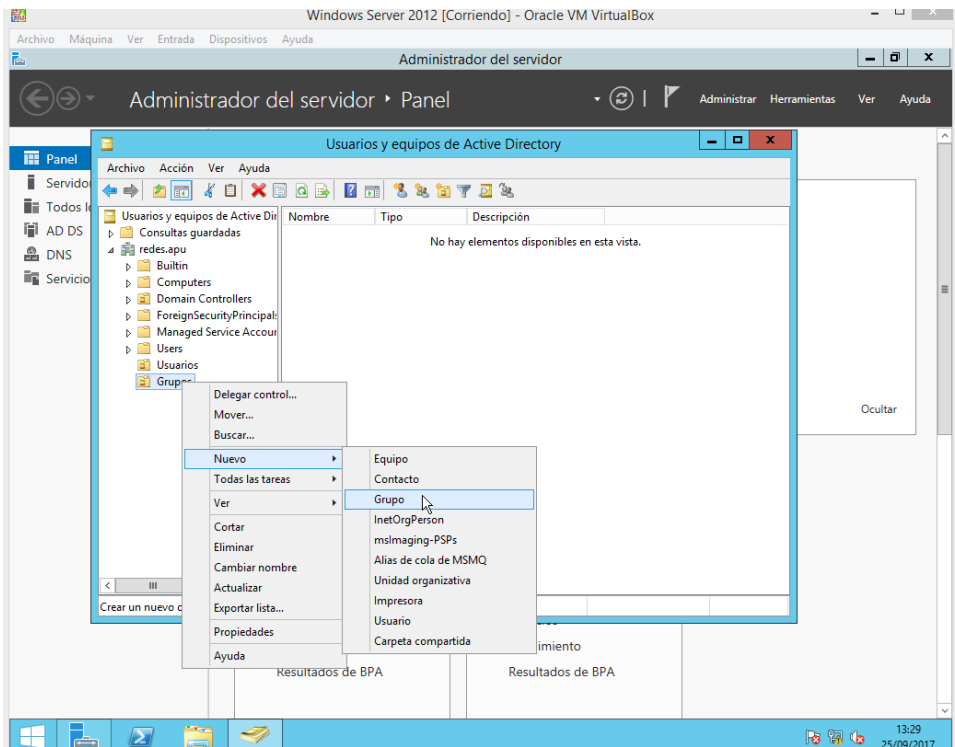 Windows Server 2012 [Corriendo] - Oracle VM VirtualBox
Archivo Máquina Ver Entrada Dispositivos Ayuda
Administrador del servidor
Administrador del servidor ‣ Panel
Administrar Herramientas Ver Ayuda
Usuarios y equipos de Active Directory
Panel
Archivo Acción Ver Ayuda
Servido
Todos l
Usuarios y equipos de Active Dir
Nombre Tipo Descripción
AD DS
Consultas guardadas
No hay elementos disponibles en esta vista.
redes.apu
DNS
Builtin
Servicio
Computers
Domain Controllers
ForeignSecurityPrincipals
Managed Service Accour
Users
Usuarios
Grupos
Delegar control...
Mover...
Buscar...
Ocultar
Nuevo
Todas las tareas
Ver
Cortar
Eliminar
Cambiar nombre
Actualizar
Exportar lista...
Propiedades
Ayuda
Equipo
Contacto
Grupo
InetOrgPerson
msImaging-PSPs
Alias de cola de MSMQ
Unidad organizativa
Impresora
Usuario
Carpeta compartida
Crear un nuevo
imiento
Resultados de BPA
Resultados de BPA
13:29
25/09/2017